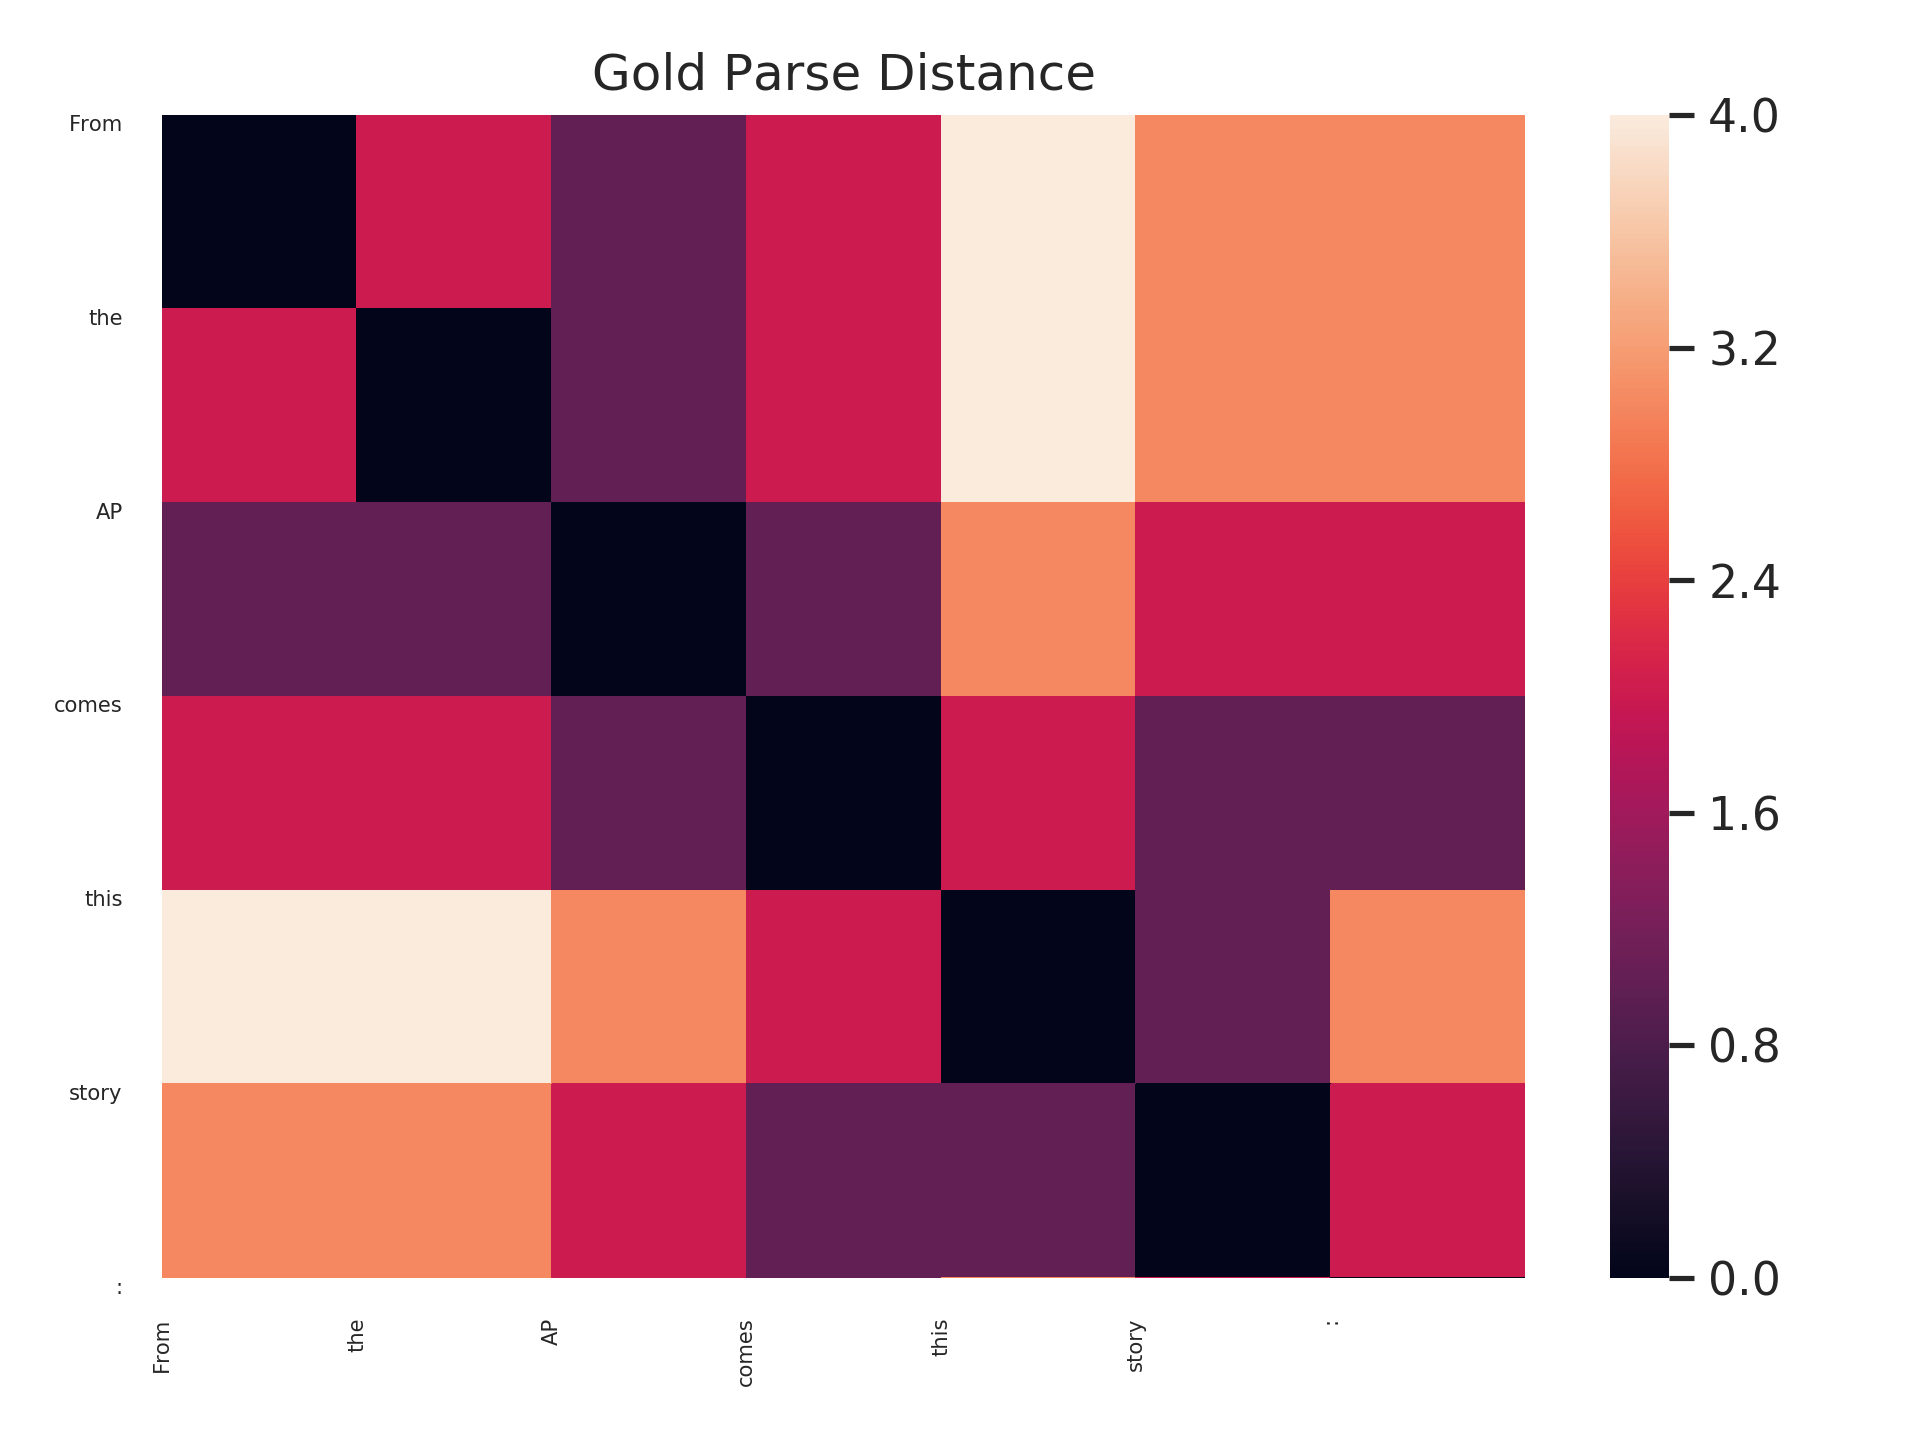 Gold Parse Distance
From
the
AP
comes
this
story
:
From
the
AP
comes
this
story
:
4.0
3.2
2.4
1.6
0.8
0.0